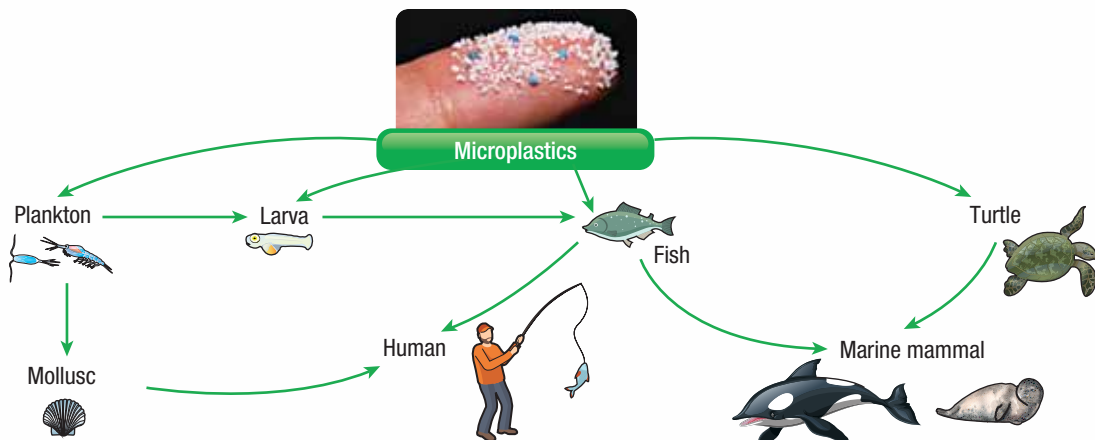 Microplastics
Plankton
Larva
Fish
Turtle
Human
Mollusc
Marine mammal